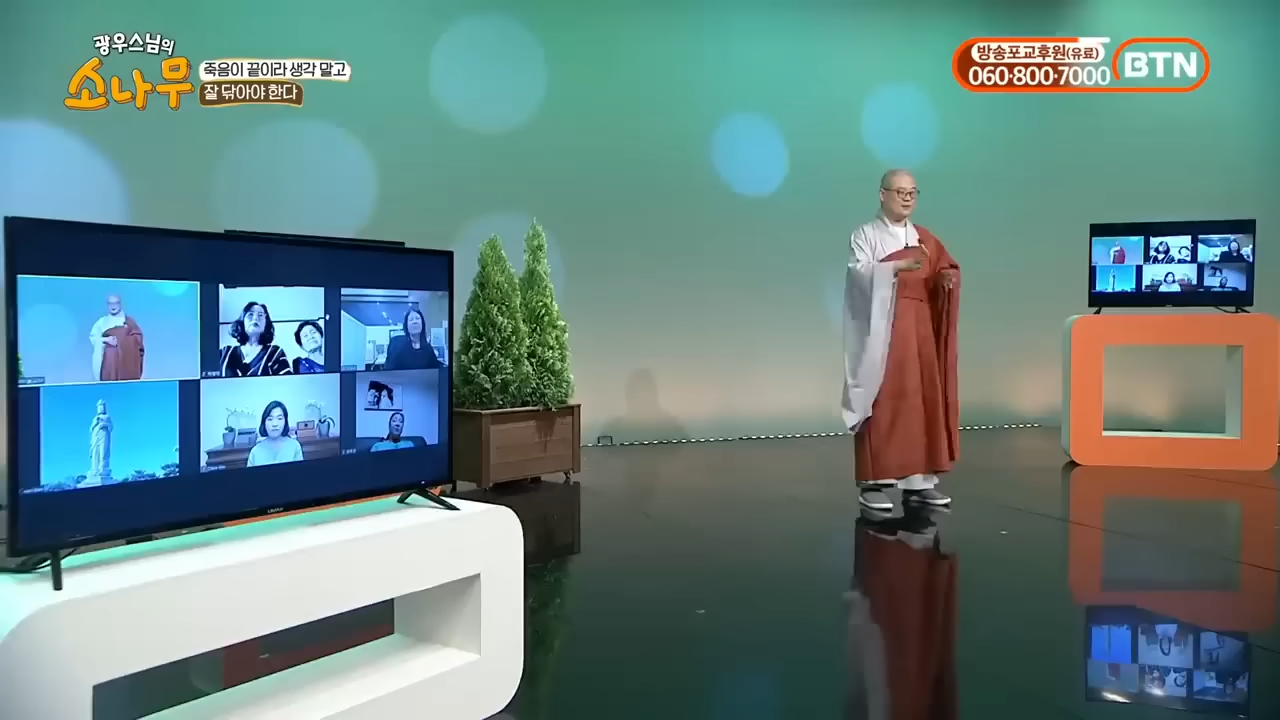 광우스님의
소나무
죽음이 끝이라 생각 말고
잘 닦아야 한다
방송포교후원(유료)
060·800·7000
BTN